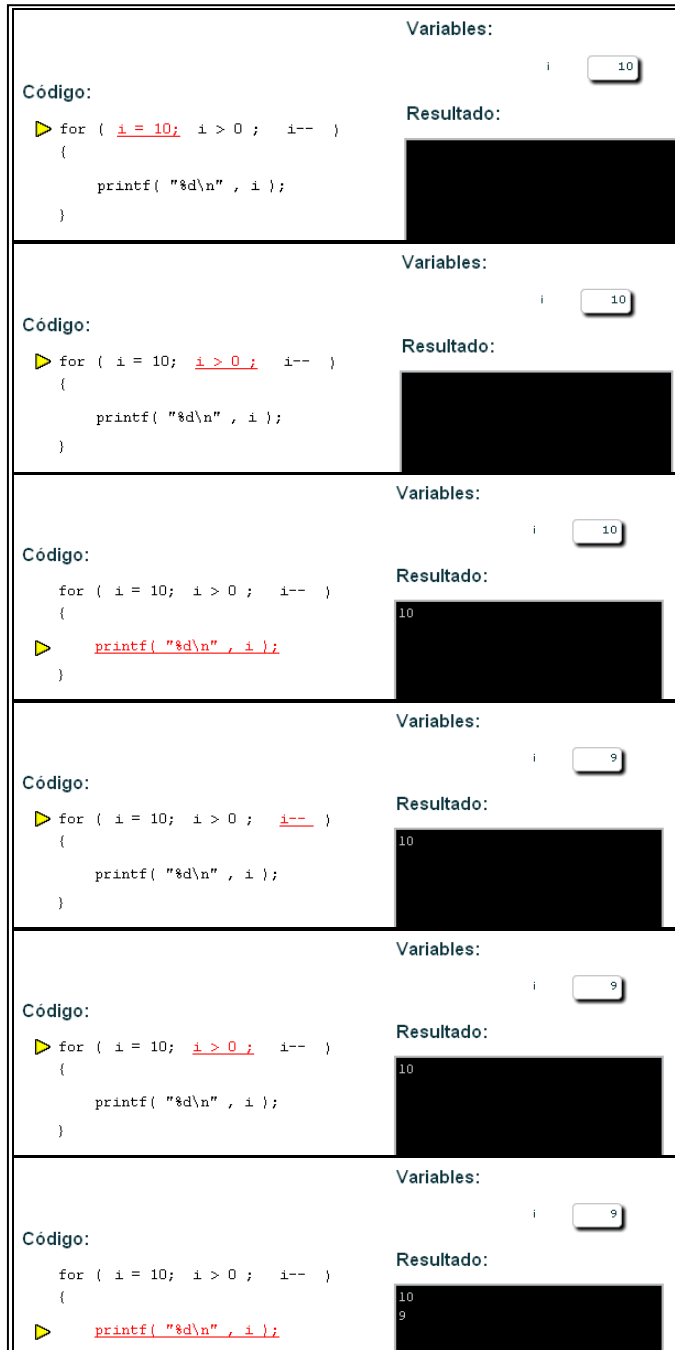 Variables:
i 10
Código:
Resultado:
for ( i = 10; i > 0 ; i-- )
{
printf( "%d\n" , i );
}
Variables:
i 10
Código:
Resultado:
for ( i = 10; i > 0 ; i-- )
{
printf( "%d\n" , i );
}
Variables:
i 10
Código:
Resultado:
for ( i = 10; i > 0 ; i-- )
{
printf( "%d\n" , i );
}
10
Variables:
i 9
Código:
Resultado:
for ( i = 10; i > 0 ; i-- )
{
printf( "%d\n" , i );
}
10
Variables:
i 9
Código:
Resultado:
for ( i = 10; i > 0 ; i-- )
{
printf( "%d\n" , i );
}
10
Variables:
i 9
Código:
Resultado:
for ( i = 10; i > 0 ; i-- )
{
printf( "%d\n" , i );
10
9